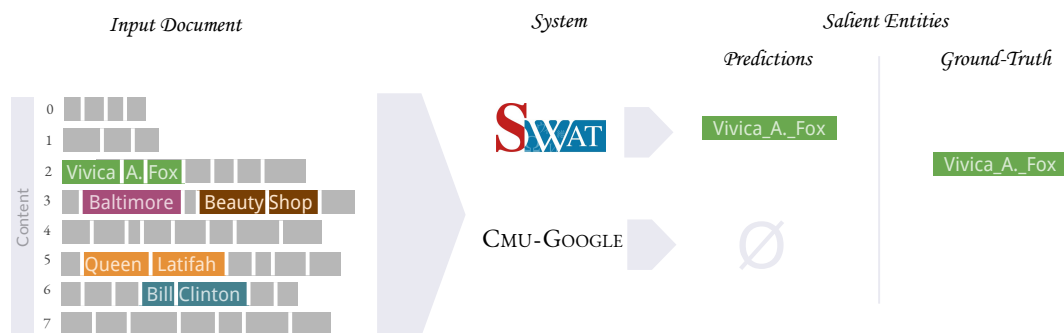 Input Document
System
Salient Entities
Predictions
Ground-Truth
Content
0
1
2 Vivica A. Fox
3 Baltimore Beauty Shop
4
5 Queen Latifah
6 Bill Clinton
7
SWAT
Vivica_A._Fox
Vivica_A._Fox
CMU-GOOGLE
∅